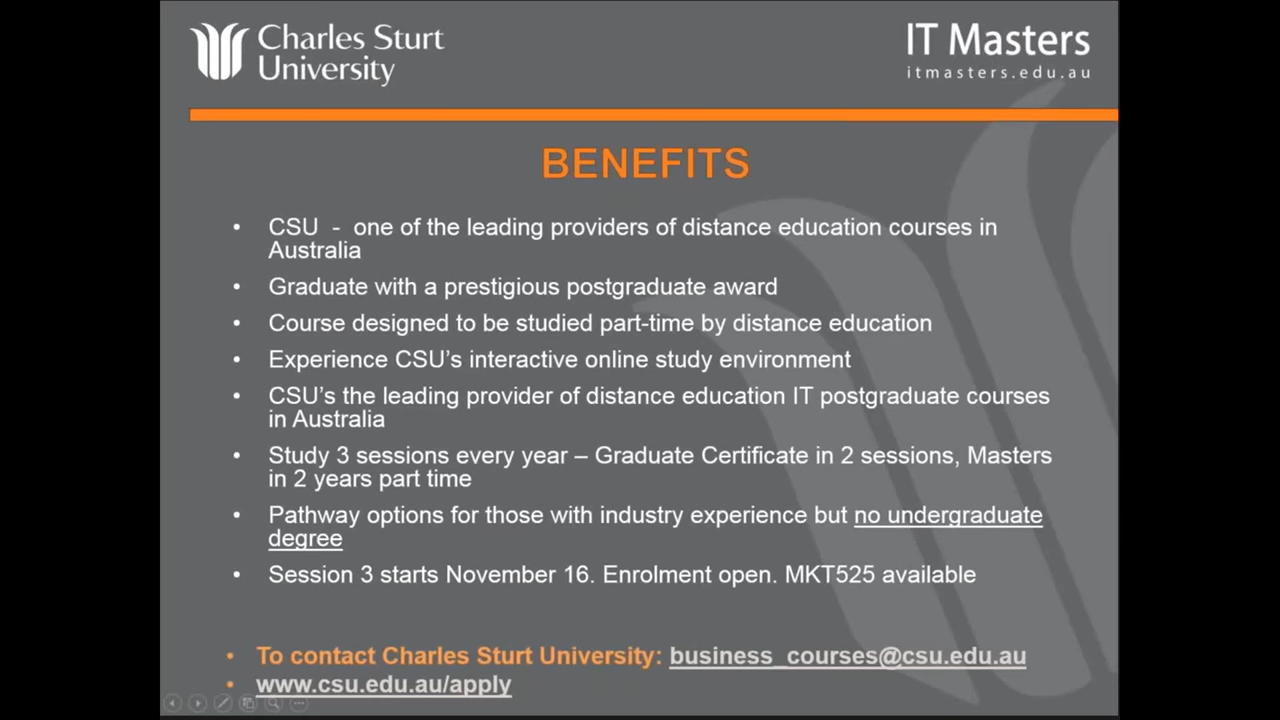 Charles Sturt
University
IT Masters
itmasters.edu.au
BENEFITS
• CSU - one of the leading providers of distance education courses in
Australia
• Graduate with a prestigious postgraduate award
• Course designed to be studied part-time by distance education
• Experience CSU’s interactive online study environment
• CSU’s the leading provider of distance education IT postgraduate courses
in Australia
• Study 3 sessions every year – Graduate Certificate in 2 sessions, Masters
in 2 years part time
• Pathway options for those with industry experience but no undergraduate
degree
• Session 3 starts November 16. Enrolment open. MKT525 available
• To contact Charles Sturt University: business_courses@csu.edu.au
• www.csu.edu.au/apply